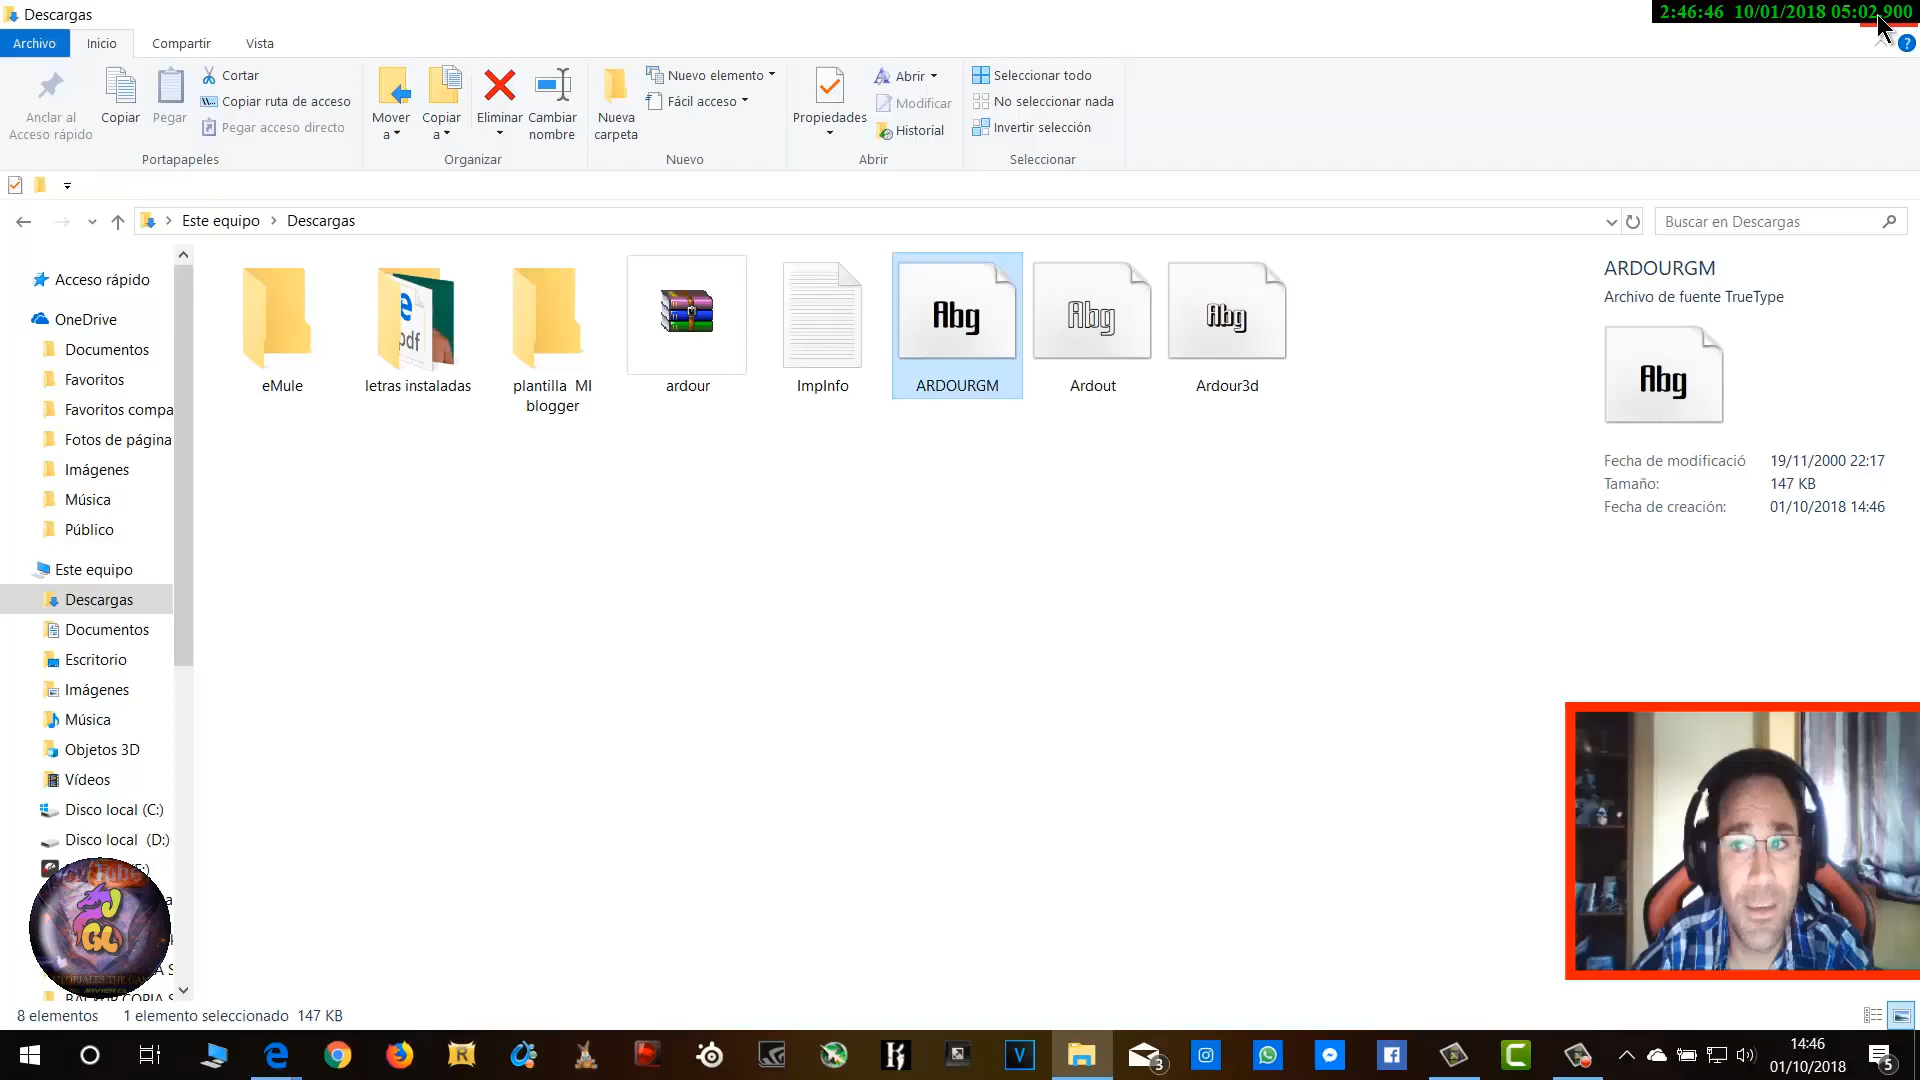 Descargas
2:46:46 10/01/2018 05:02,900
Archivo
Inicio
Compartir
Vista
Anclar al
Acceso rápido
Copiar
Pegar
Cortar
Copiar ruta de acceso
Pegar acceso directo
Portapapeles
Mover
a
Copiar
a
Eliminar
Cambiar
nombre
Organizar
Nueva
carpeta
Nuevo elemento
Fácil acceso
Nuevo
Propiedades
Abrir
Modificar
Historial
Abrir
Seleccionar todo
No seleccionar nada
Invertir selección
Seleccionar
Este equipo
Descargas
Buscar en Descargas
Acceso rápido
OneDrive
Documentos
Favoritos
Favoritos compa
Fotos de página
Imágenes
Música
Público
Este equipo
Descargas
Documentos
Escritorio
Imágenes
Música
Objetos 3D
Vídeos
Disco local (C:)
Disco local (D:)
eMule
pdf
letras instaladas
plantilla MI
blogger
ardour
ImpInfo
Abg
ARDOURGM
Abg
Ardout
Abg
Ardour3d
ARDOURGM
Archivo de fuente TrueType
Abg
Fecha de modificació 19/11/2000 22:17
Tamaño: 147 KB
Fecha de creación: 01/10/2018 14:46
GL
8 elementos 1 elemento seleccionado 147 KB
3
14:46
01/10/2018
5